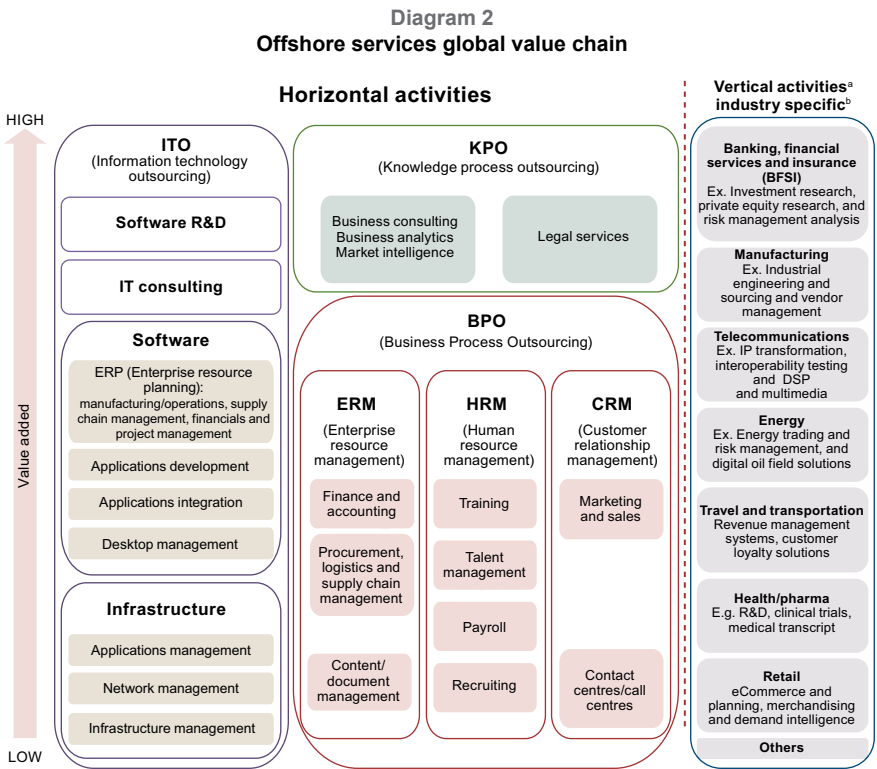 Diagram 2
Offshore services global value chain
Horizontal activities
Vertical activitiesᵃ
industry specificᵇ
HIGH
Value added
LOW
ITO
(Information technology
outsourcing)
Software R&D
IT consulting
Software
ERP (Enterprise resource
planning):
manufacturing/operations, supply
chain management, financials and
project management
Applications development
Applications integration
Desktop management
Infrastructure
Applications management
Network management
Infrastructure management
KPO
(Knowledge process outsourcing)
Business consulting
Business analytics
Market intelligence
Legal services
BPO
(Business Process Outsourcing)
ERM
(Enterprise
resource
management)
Finance and
accounting
Procurement,
logistics and
supply chain
management
Content/
document
management
HRM
(Human
resource
management)
Training
Talent
management
Payroll
Recruiting
CRM
(Customer
relationship
management)
Marketing
and sales
Contact
centres/call
centres
Banking, financial
services and insurance
(BFSI)
Ex. Investment research,
private equity research, and
risk management analysis
Manufacturing
Ex. Industrial
engineering and
sourcing and vendor
management
Telecommunications
Ex. IP transformation,
interoperability testing
and DSP
and multimedia
Energy
Ex. Energy trading and
risk management, and
digital oil field solutions
Travel and transportation
Revenue management
systems, customer
loyalty solutions
Health/pharma
E.g. R&D, clinical trials,
medical transcript
Retail
eCommerce and
planning, merchandising
and demand intelligence
Others